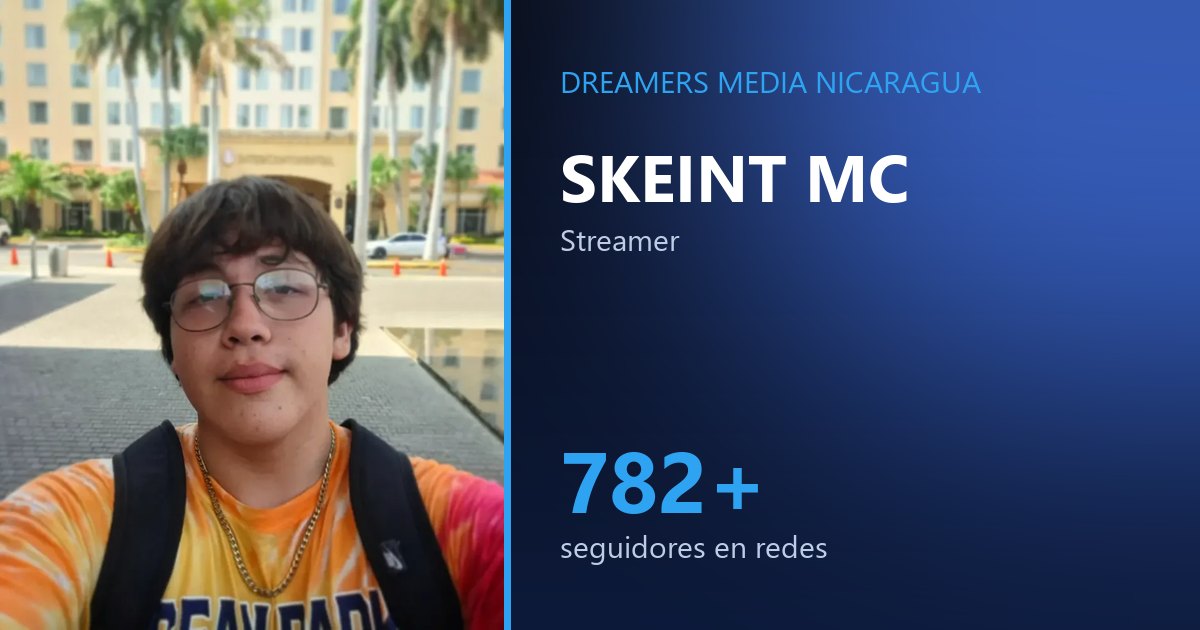 DREAMERS MEDIA NICARAGUA
SKEINT MC
Streamer
782+
seguidores en redes